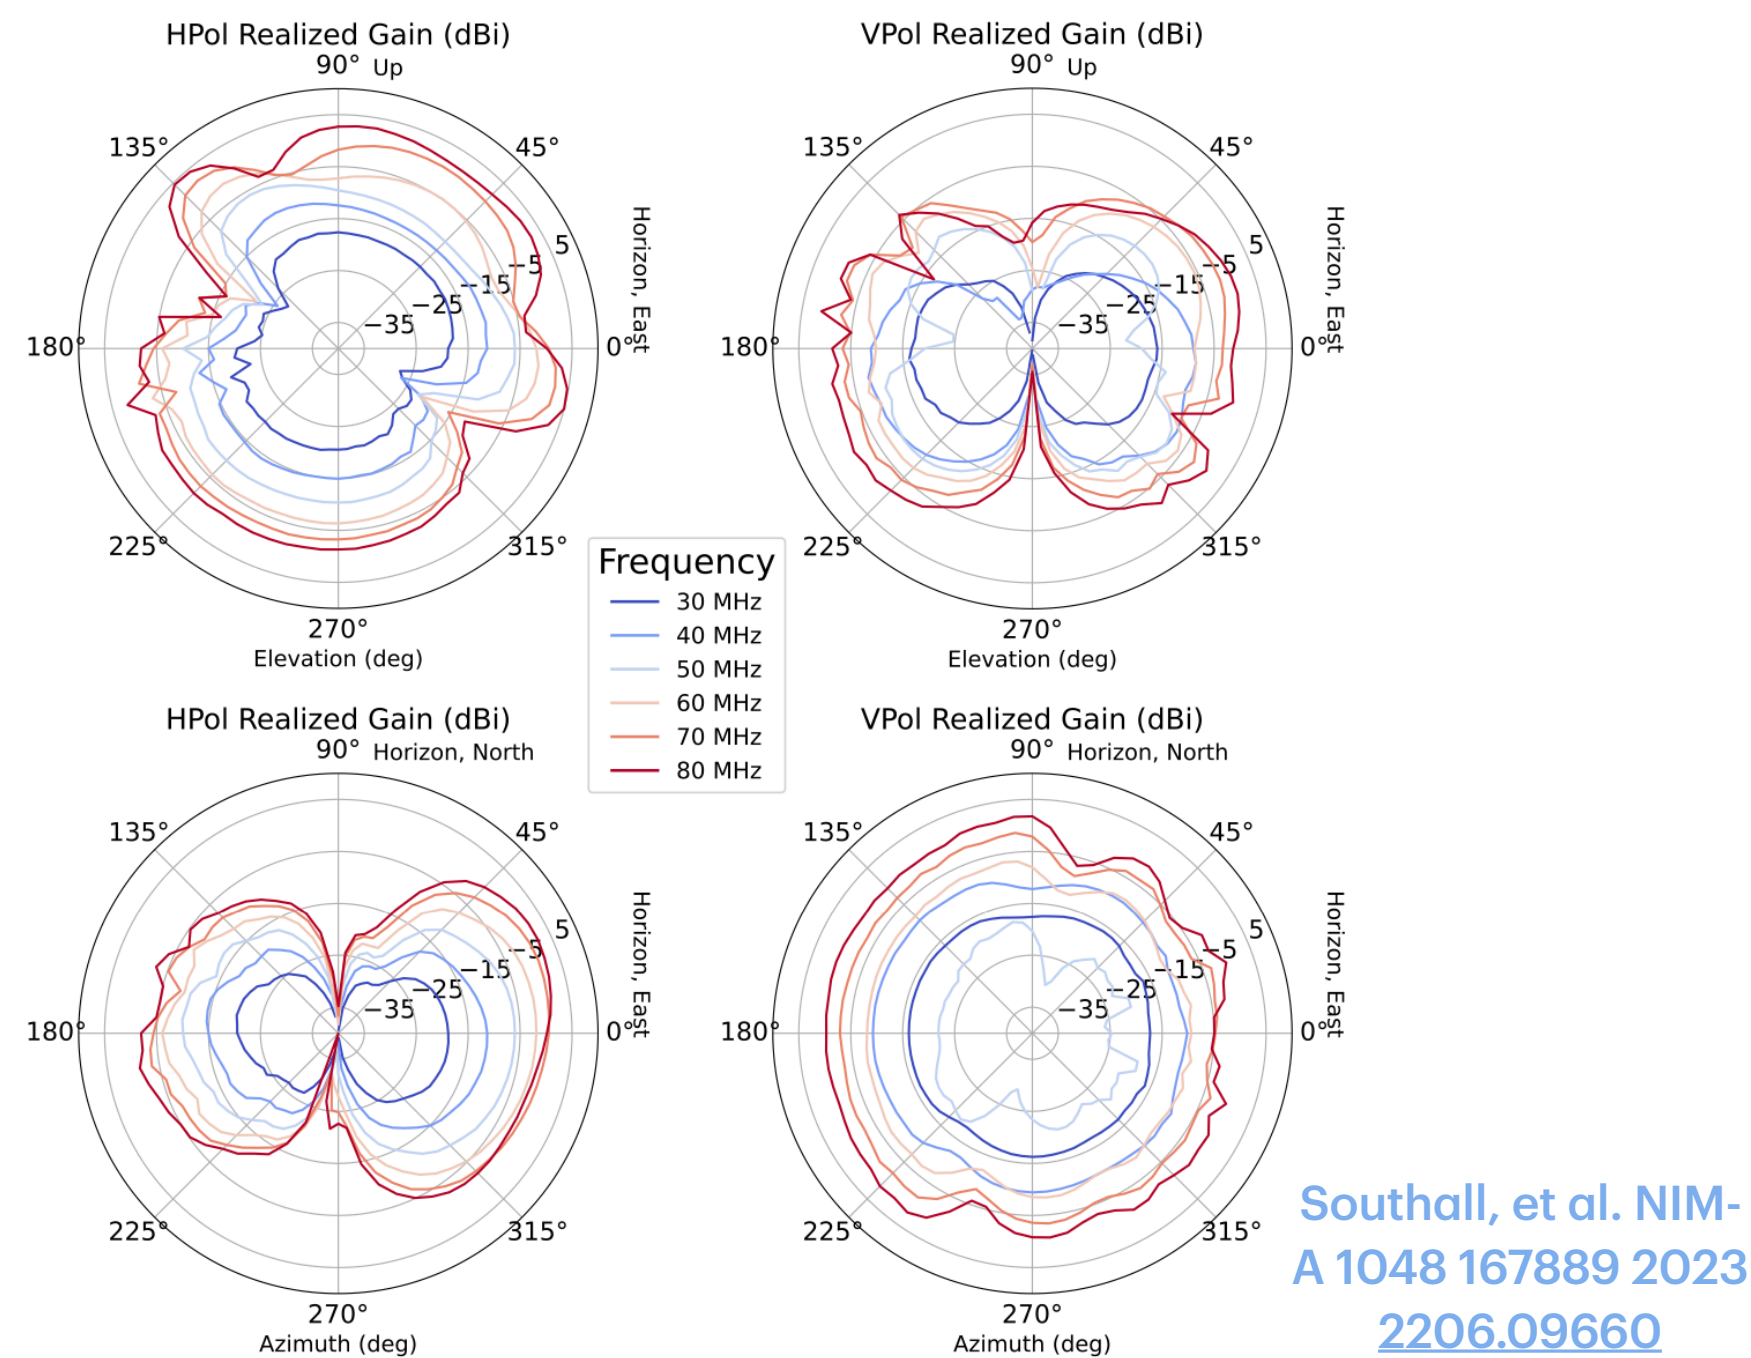 HPol Realized Gain (dBi)
90° Up
135°
45°
Horizon, East
5
−5
−15
−25
−35
180°
0°
225°
315°
270°
Elevation (deg)
VPol Realized Gain (dBi)
90° Up
135°
45°
Horizon, East
5
−5
−15
−25
−35
180°
0°
225°
315°
270°
Elevation (deg)
Frequency
30 MHz
40 MHz
50 MHz
60 MHz
70 MHz
80 MHz
HPol Realized Gain (dBi)
90° Horizon, North
135°
45°
Horizon, East
5
−5
−15
−25
−35
180°
0°
225°
315°
270°
Azimuth (deg)
VPol Realized Gain (dBi)
90° Horizon, North
135°
45°
Horizon, East
5
−5
−15
−25
−35
180°
0°
225°
315°
270°
Azimuth (deg)
Southall, et al. NIM-
A 1048 167889 2023
2206.09660